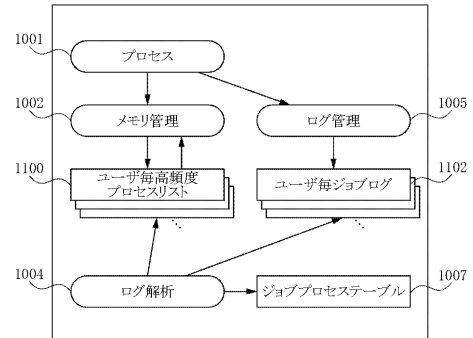 1001
プロセス
1002
メモリ管理
ログ管理
1005
1100
ユーザ毎高頻度
プロセスリスト
ユーザ毎ジョブログ
1102
1004
ログ解析
ジョブプロセステーブル
1007